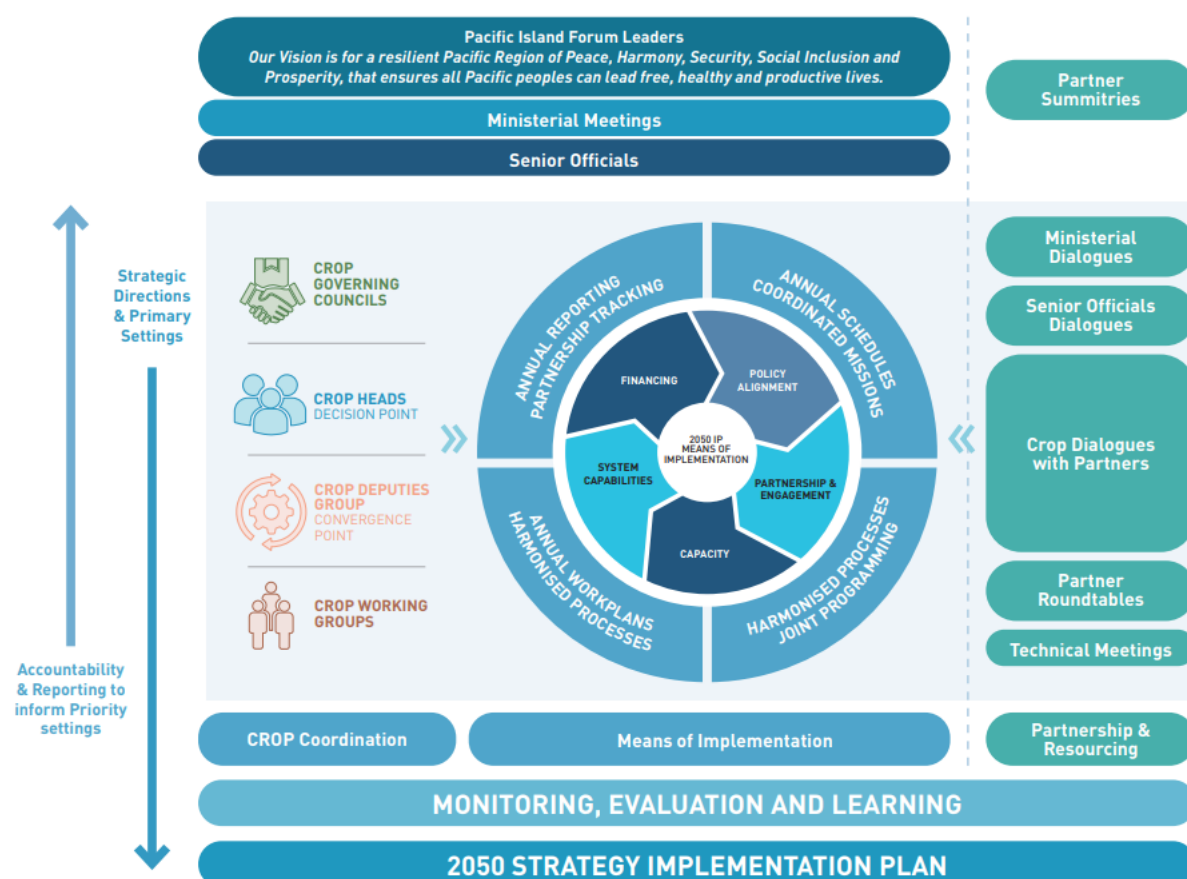 Pacific Island Forum Leaders
Our Vision is for a resilient Pacific Region of Peace, Harmony, Security, Social Inclusion and
Prosperity, that ensures all Pacific peoples can lead free, healthy and productive lives.
Ministerial Meetings
Senior Officials
Partner
Summitries
Strategic
Directions
& Primary
Settings
Accountability
& Reporting to
inform Priority
settings
CROP
GOVERNING
COUNCILS
CROP HEADS
DECISION POINT
CROP DEPUTIES
GROUP
CONVERGENCE
POINT
CROP WORKING
GROUPS
ANNUAL REPORTING
PARTNERSHIP TRACKING
ANNUAL SCHEDULES
COORDINATED MISSIONS
ANNUAL WORKPLANS
HARMONISED PROCESSES
HARMONISED PROCESSES
JOINT PROGRAMMING
FINANCING
POLICY
ALIGNMENT
SYSTEM
CAPABILITIES
2050 IP
MEANS OF
IMPLEMENTATION
PARTNERSHIP &
ENGAGEMENT
CAPACITY
Ministerial
Dialogues
Senior Officials
Dialogues
Crop Dialogues
with Partners
Partner
Roundtables
Technical Meetings
CROP Coordination
Means of Implementation
Partnership &
Resourcing
MONITORING, EVALUATION AND LEARNING
2050 STRATEGY IMPLEMENTATION PLAN